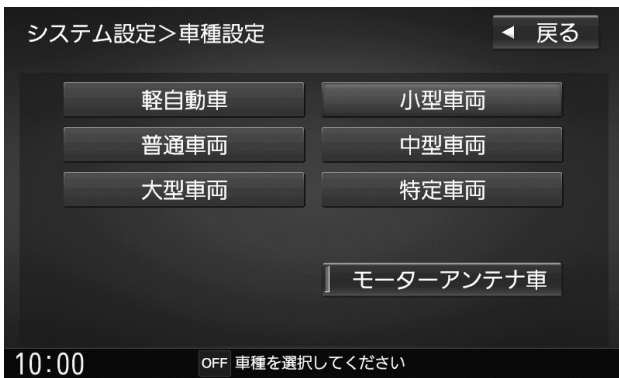 システム設定＞車種設定
◀ 戻る
軽自動車
小型車両
普通車両
中型車両
大型車両
特定車両
モーターアンテナ車
10:00
OFF 車種を選択してください